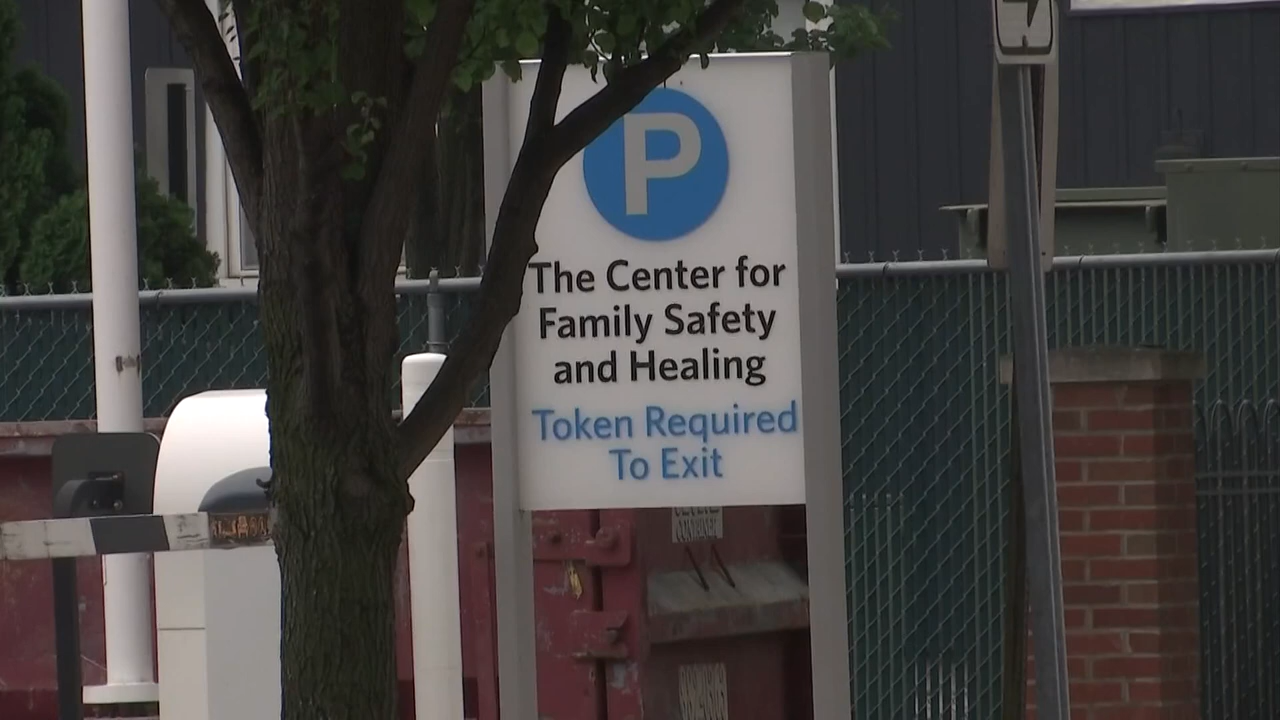 P
The Center for
Family Safety
and Healing
Token Required
To Exit